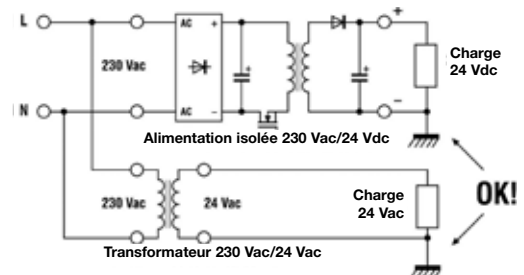 L
AC
+
+
230 Vac
+
+
Charge
24 Vdc
N
AC
–
–
Alimentation isolée 230 Vac/24 Vdc
OK!
230 Vac
24 Vac
Charge
24 Vac
Transformateur 230 Vac/24 Vac